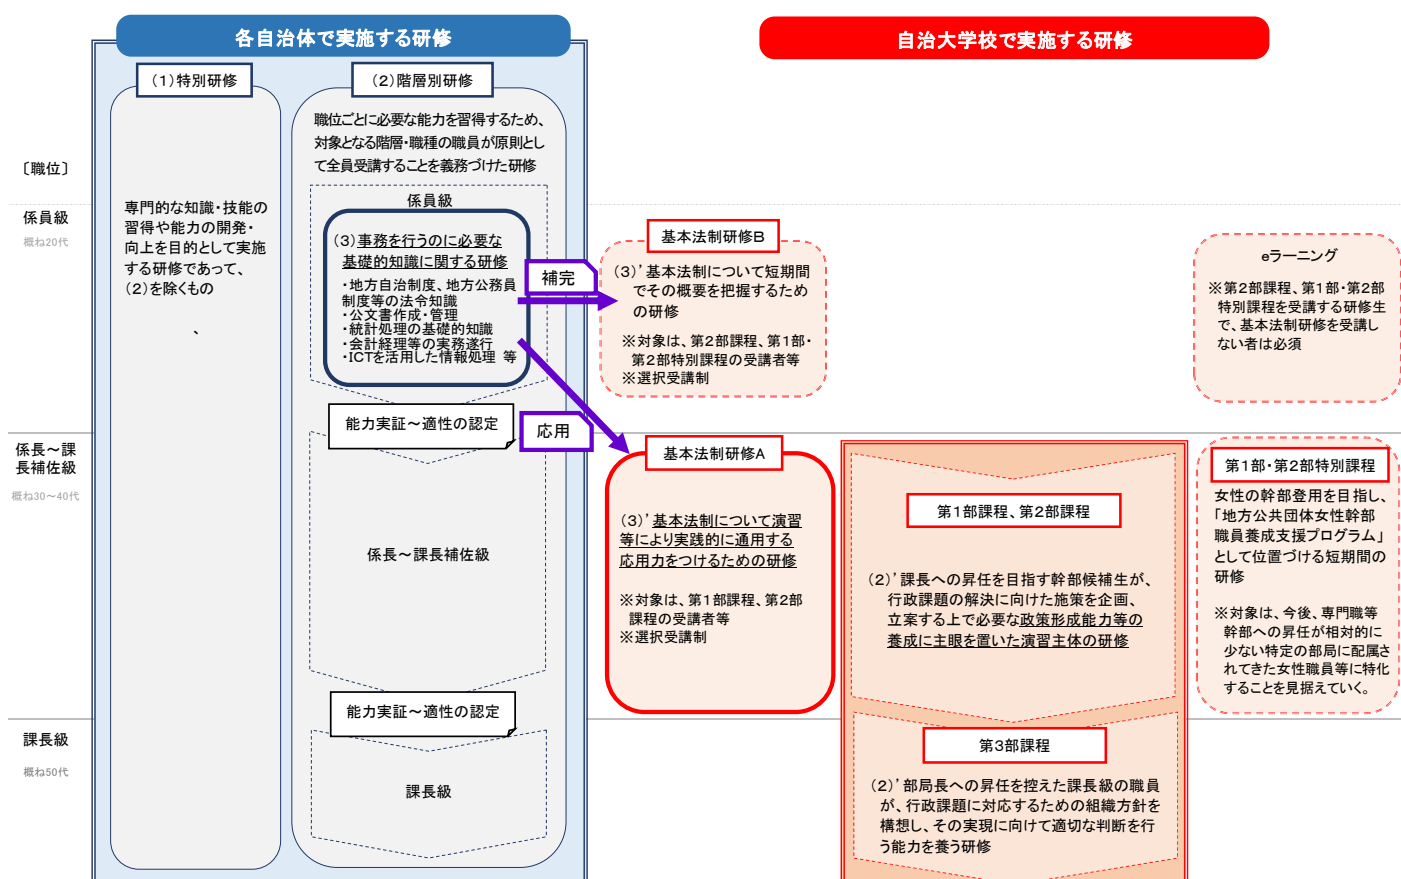 各自治体で実施する研修
自治大学校で実施する研修
(1)特別研修
(2)階層別研修
職位ごとに必要な能力を習得するため、
対象となる階層・職種の職員が原則とし
て全員受講することを義務づけた研修
〔職位〕
係員級
概ね20代
専門的な知識・技能の
習得や能力の開発・
向上を目的として実施
する研修であって、
(2)を除くもの
、
係員級
(3)事務を行うのに必要な
基礎的知識に関する研修
・地方自治制度、地方公務員
制度等の法令知識
・公文書作成・管理
・統計処理の基礎的知識
・会計経理等の実務遂行
・ICTを活用した情報処理 等
補完
基本法制研修B
(3)’基本法制について短期間
でその概要を把握するため
の研修
※対象は、第2部課程、第1部・
第2部特別課程の受講者等
※選択受講制
eラーニング
※第2部課程、第1部・第2部
特別課程を受講する研修生
で、基本法制研修を受講し
ない者は必須
能力実証～適性の認定
応用
係長～課
長補佐級
概ね30～40代
係長～課長補佐級
基本法制研修A
(3)’基本法制について演習
等により実践的に通用する
応用力をつけるための研修
※対象は、第1部課程、第2部
課程の受講者等
※選択受講制
第1部課程、第2部課程
(2)’課長への昇任を目指す幹部候補生が、
行政課題の解決に向けた施策を企画、
立案する上で必要な政策形成能力等の
養成に主眼を置いた演習主体の研修
第1部・第2部特別課程
女性の幹部登用を目指し、
「地方公共団体女性幹部
職員養成支援プログラム」
として位置づける短期間の
研修
※対象は、今後、専門職等
幹部への昇任が相対的に
少ない特定の部局に配属さ
れてきた女性職員等に特化
することを見据えていく。
能力実証～適性の認定
課長級
概ね50代
課長級
第3部課程
(2)’部局長への昇任を控えた課長級の職員
が、行政課題に対応するための組織方針を
構想し、その実現に向けて適切な判断を行
う能力を養う研修